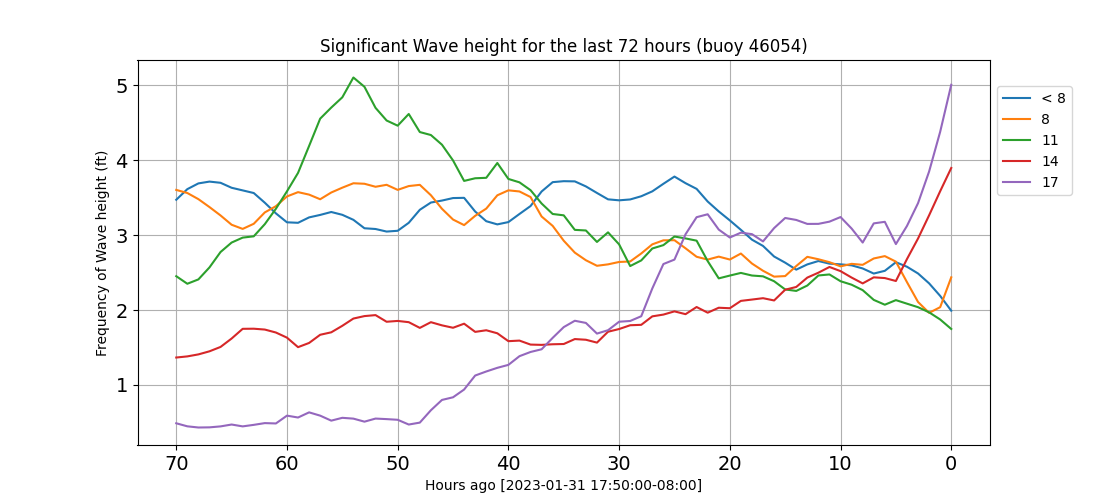 Significant Wave height for the last 72 hours (buoy 46054)
Frequency of Wave height (ft)
5
4
3
2
1
70 60 50 40 30 20 10 0
Hours ago [2023-01-31 17:50:00-08:00]
< 8
8
11
14
17